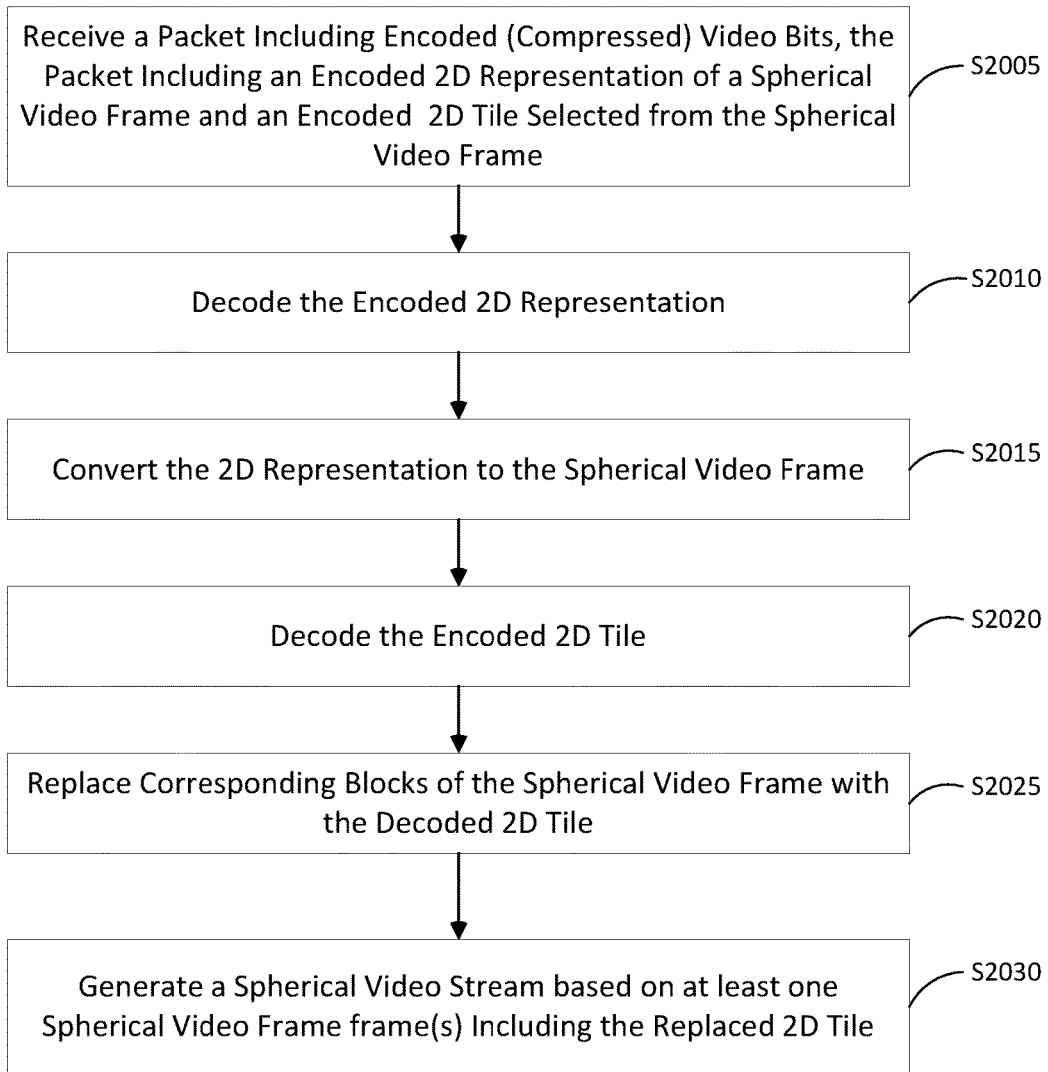 Receive a Packet Including Encoded (Compressed) Video Bits, the
Packet Including an Encoded 2D Representation of a Spherical
Video Frame and an Encoded 2D Tile Selected from the Spherical
Video Frame
S2005
Decode the Encoded 2D Representation
S2010
Convert the 2D Representation to the Spherical Video Frame
S2015
Decode the Encoded 2D Tile
S2020
Replace Corresponding Blocks of the Spherical Video Frame with
the Decoded 2D Tile
S2025
Generate a Spherical Video Stream based on at least one
Spherical Video Frame frame(s) Including the Replaced 2D Tile
S2030